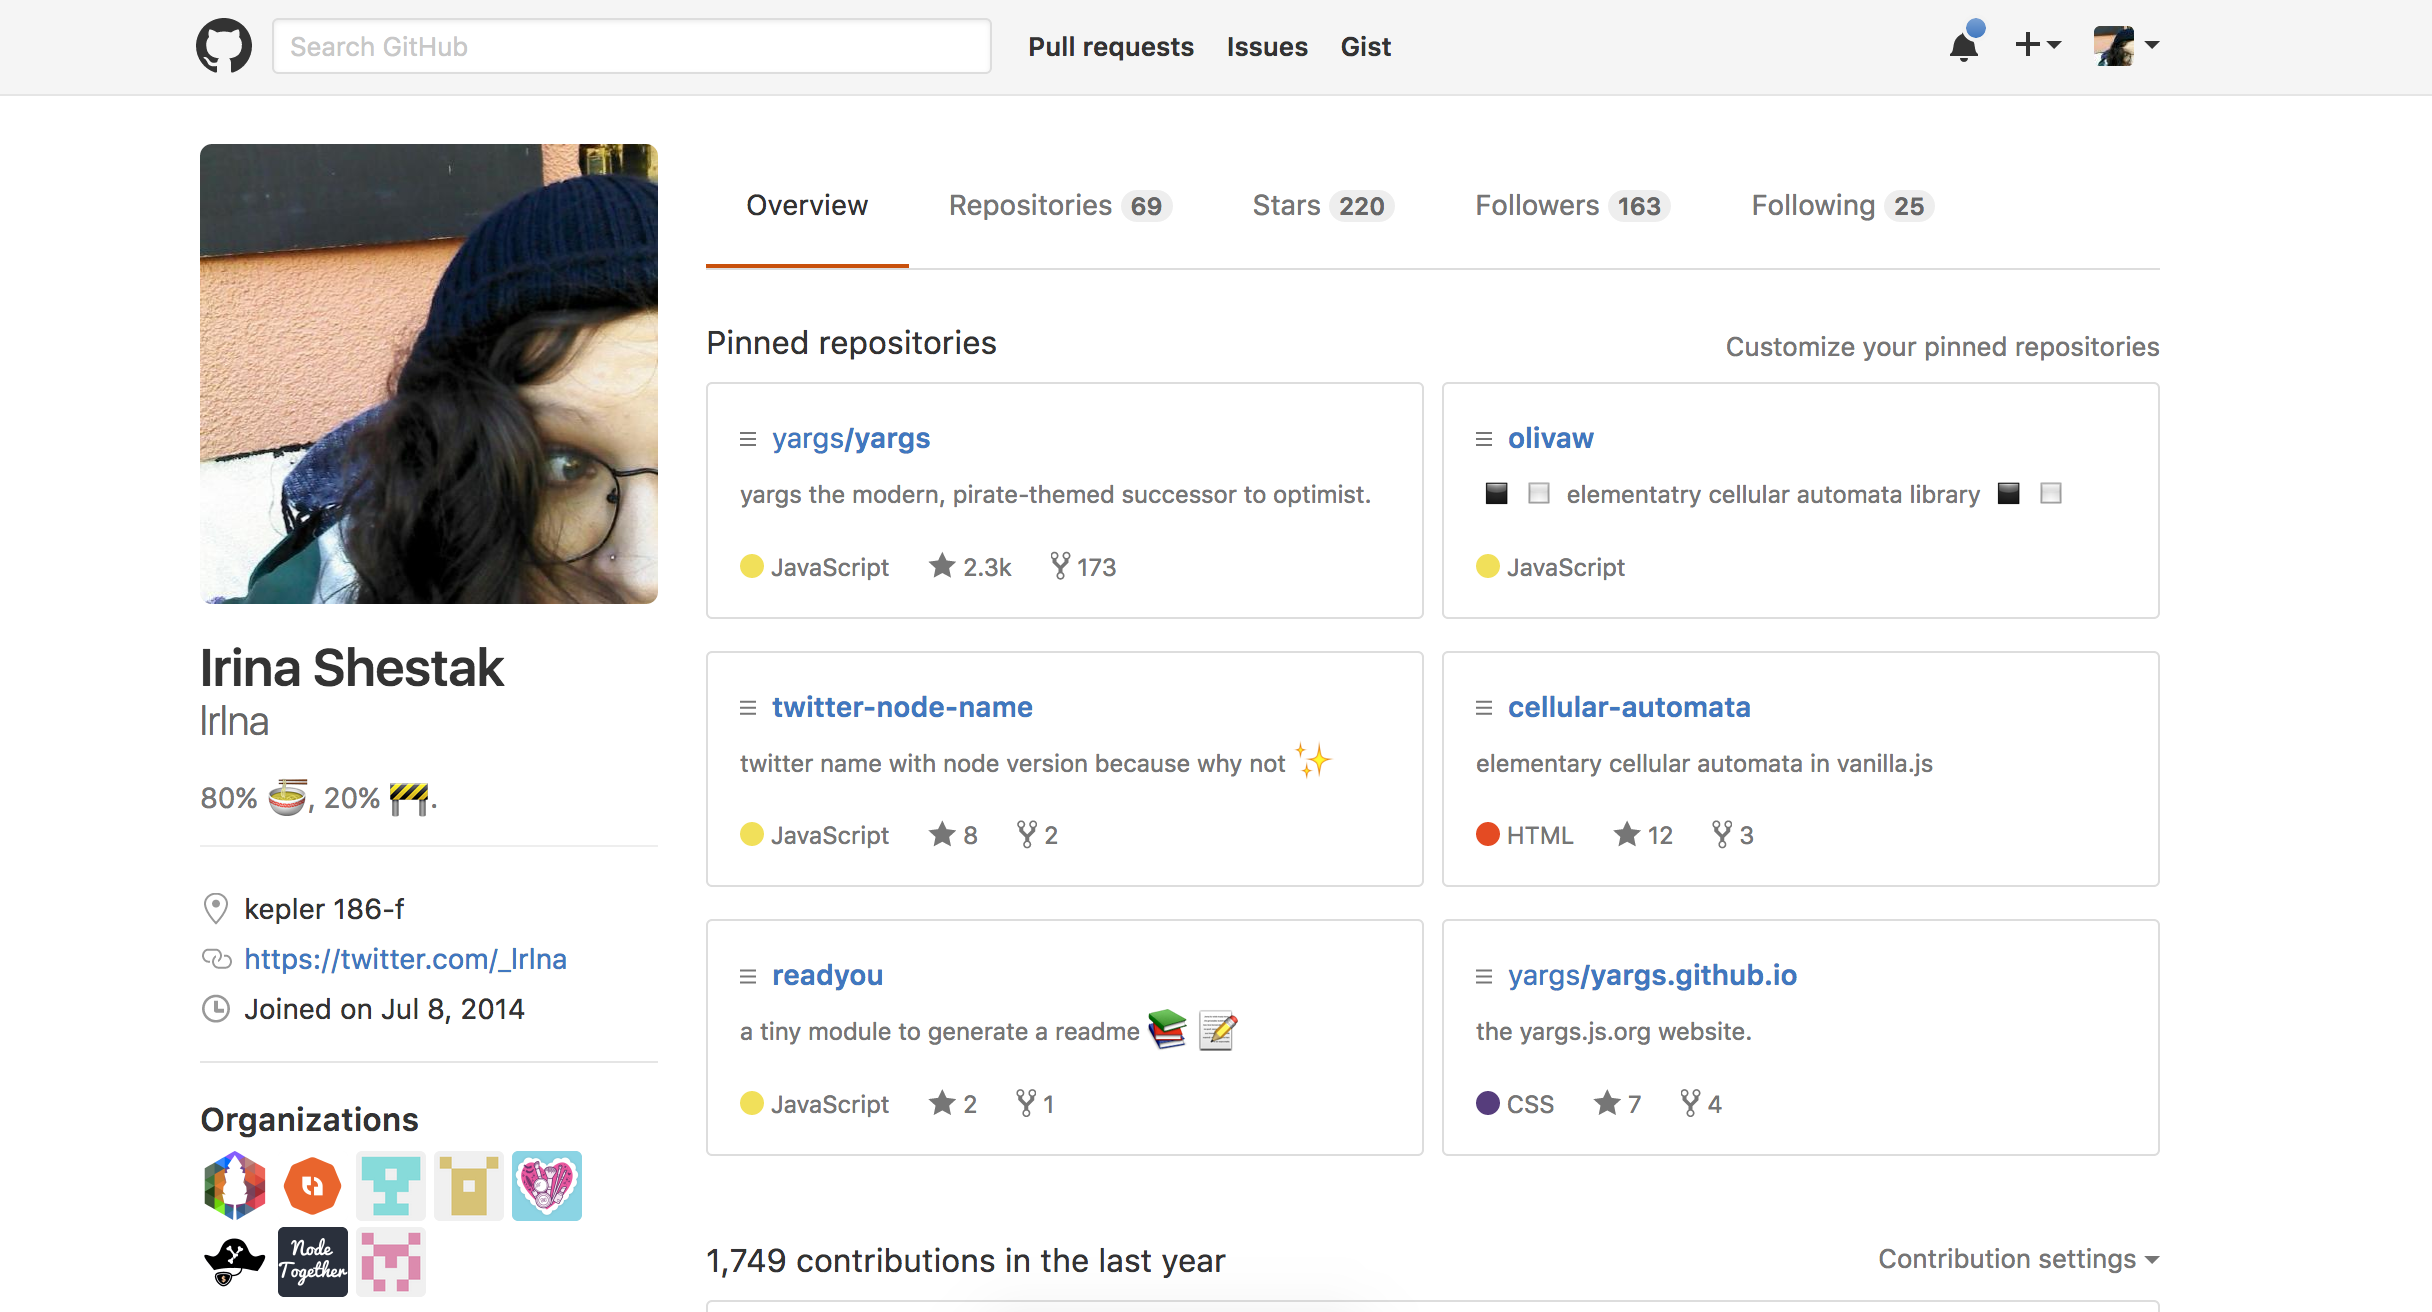 Search GitHub
Pull requests Issues Gist
Overview Repositories 69 Stars 220 Followers 163 Following 25
Irina Shestak
lrlna
80% 🍜, 20% 🚧.
kepler 186-f
https://twitter.com/_lrlna
Joined on Jul 8, 2014
Organizations
Node
Together
Pinned repositories
Customize your pinned repositories
yargs/yargs
yargs the modern, pirate-themed successor to optimist.
JavaScript 2.3k 173
olivaw
◾️ ◽️ elementatry cellular automata library ◾️ ◽️
JavaScript
twitter-node-name
twitter name with node version because why not ✨
JavaScript 8 2
cellular-automata
elementary cellular automata in vanilla.js
HTML 12 3
readyou
a tiny module to generate a readme 📚 📝
JavaScript 2 1
yargs/yargs.github.io
the yargs.js.org website.
CSS 7 4
1,749 contributions in the last year
Contribution settings